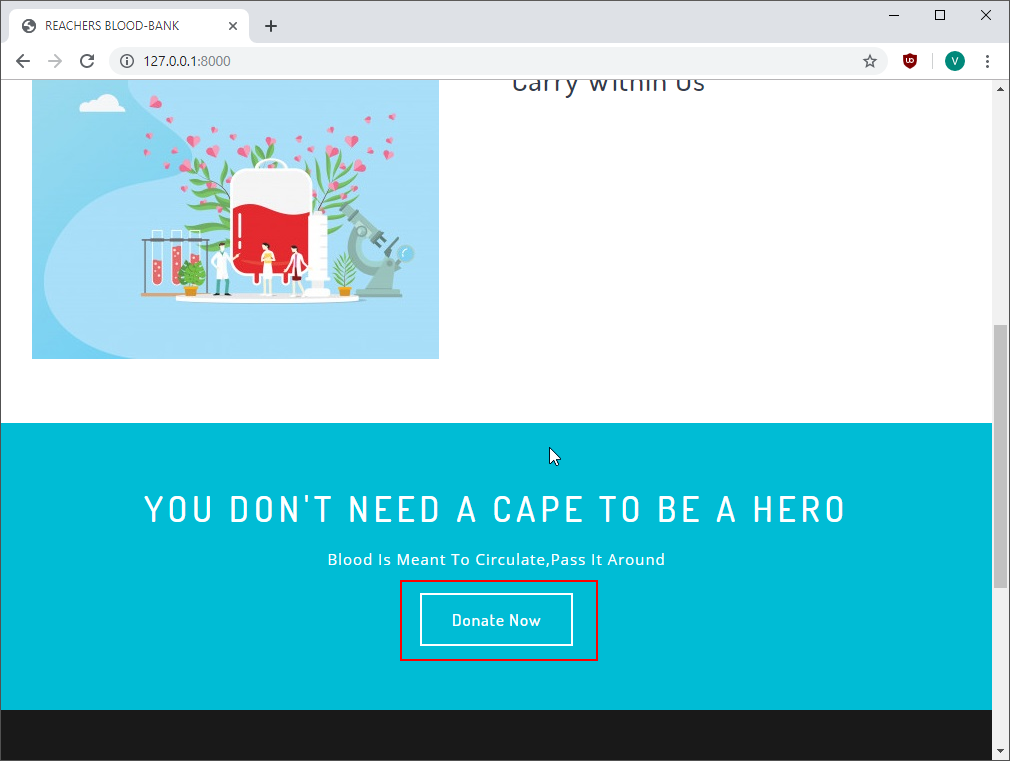 REACHERS BLOOD-BANK
127.0.0.1:8000
V
Carry Within Us
YOU DON'T NEED A CAPE TO BE A HERO
Blood Is Meant To Circulate,Pass It Around
Donate Now